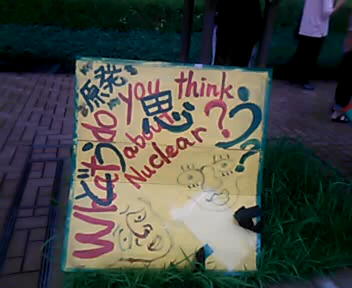 "原発"
どう思う?
What do you think
about
Nuclear??